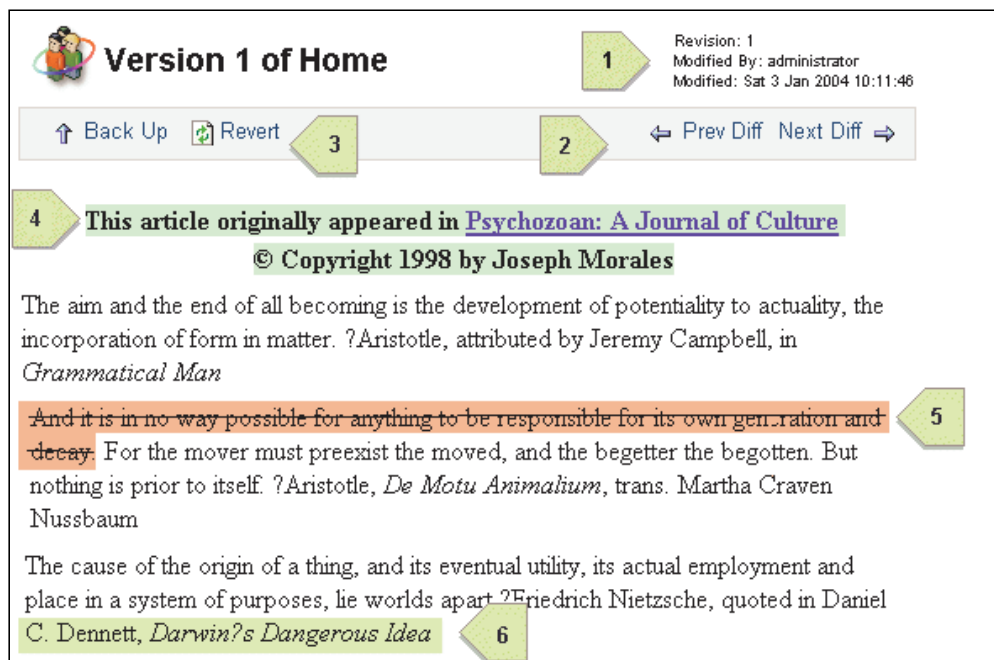 Version 1 of Home
1
Revision: 1
Modified By: administrator
Modified: Sat 3 Jan 2004 10:11:46
Back Up Revert
3
2
Prev Diff Next Diff
4
This article originally appeared in Psychozoan: A Journal of Culture
© Copyright 1998 by Joseph Morales
The aim and the end of all becoming is the development of potentiality to actuality, the
incorporation of form in matter. ?Aristotle, attributed by Jeremy Campbell, in
Grammatical Man
And it is in no way possible for anything to be responsible for its own generation and
5
decay. For the mover must preexist the moved, and the begetter the begotten. But
nothing is prior to itself. ?Aristotle, De Motu Animalium, trans. Martha Craven
Nussbaum
The cause of the origin of a thing, and its eventual utility, its actual employment and
place in a system of purposes, lie worlds apart ?Friedrich Nietzsche, quoted in Daniel
C. Dennett, Darwin?s Dangerous Idea
6